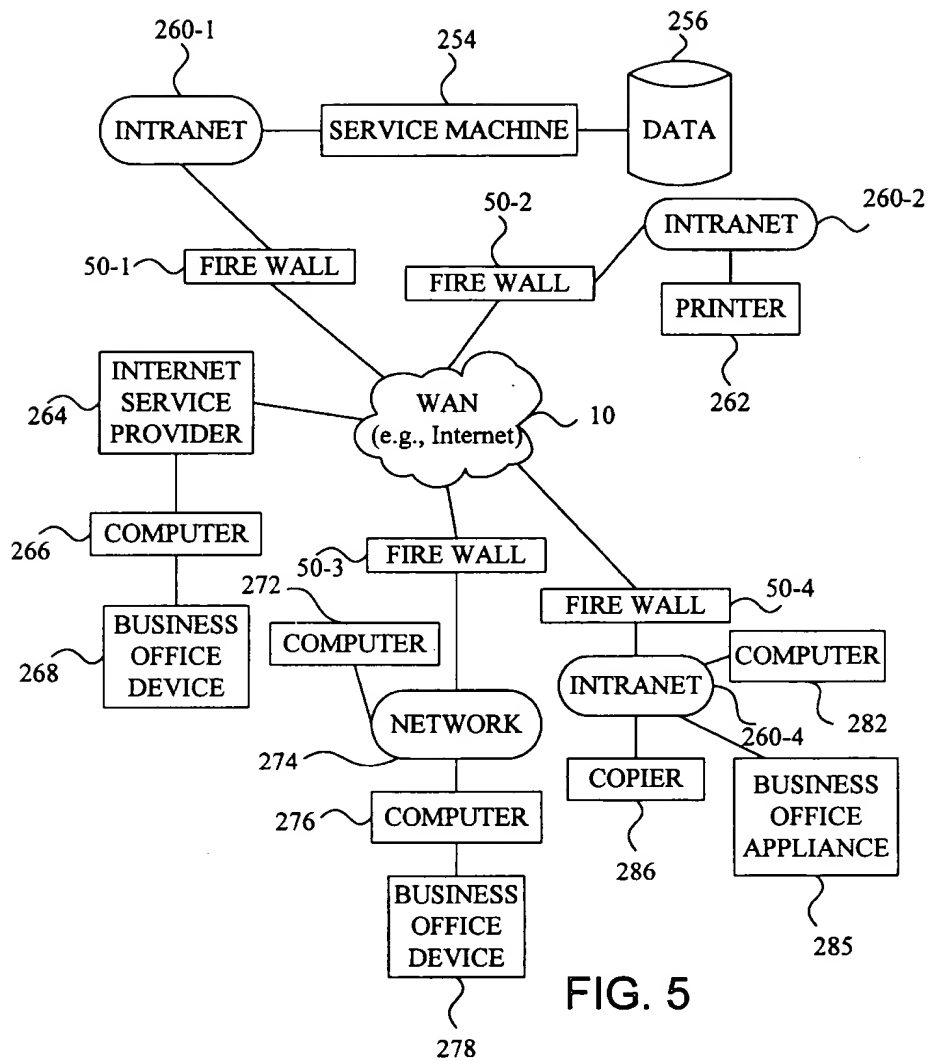 260-1
254
256
INTRANET
SERVICE MACHINE
DATA
50-2
260-2
INTRANET
50-1
FIRE WALL
FIRE WALL
PRINTER
262
INTERNET
SERVICE
PROVIDER
264
WAN
(e.g., Internet)
10
COMPUTER
266
FIRE WALL
50-3
272
50-4
FIRE WALL
BUSINESS
OFFICE
DEVICE
268
COMPUTER
COMPUTER
282
INTRANET
260-4
NETWORK
274
COPIER
286
BUSINESS
OFFICE
APPLIANCE
285
276
COMPUTER
BUSINESS
OFFICE
DEVICE
278
FIG. 5